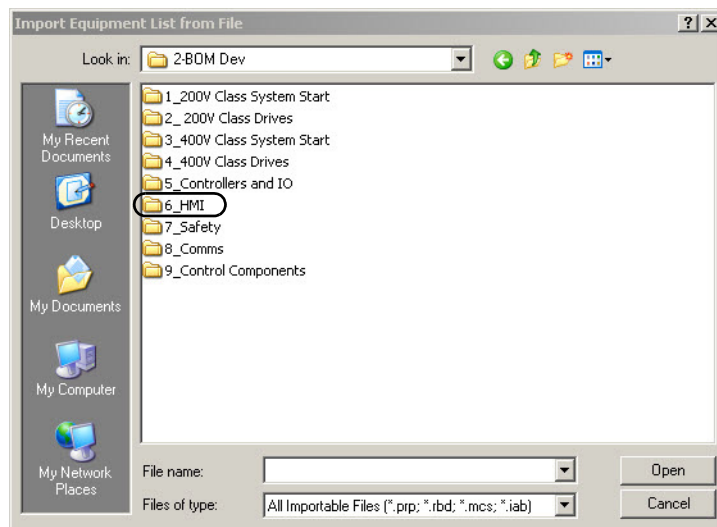 Import Equipment List from File
Look in:
2-BOM Dev
My Recent
Documents
Desktop
My Documents
My Computer
My Network
Places
1_200V Class System Start
2_ 200V Class Drives
3_400V Class System Start
4_400V Class Drives
5_Controllers and IO
6_HMI
7_Safety
8_Comms
9_Control Components
File name:
Open
Files of type:
All Importable Files (*.prp; *.rbd; *.mcs; *.iab)
Cancel